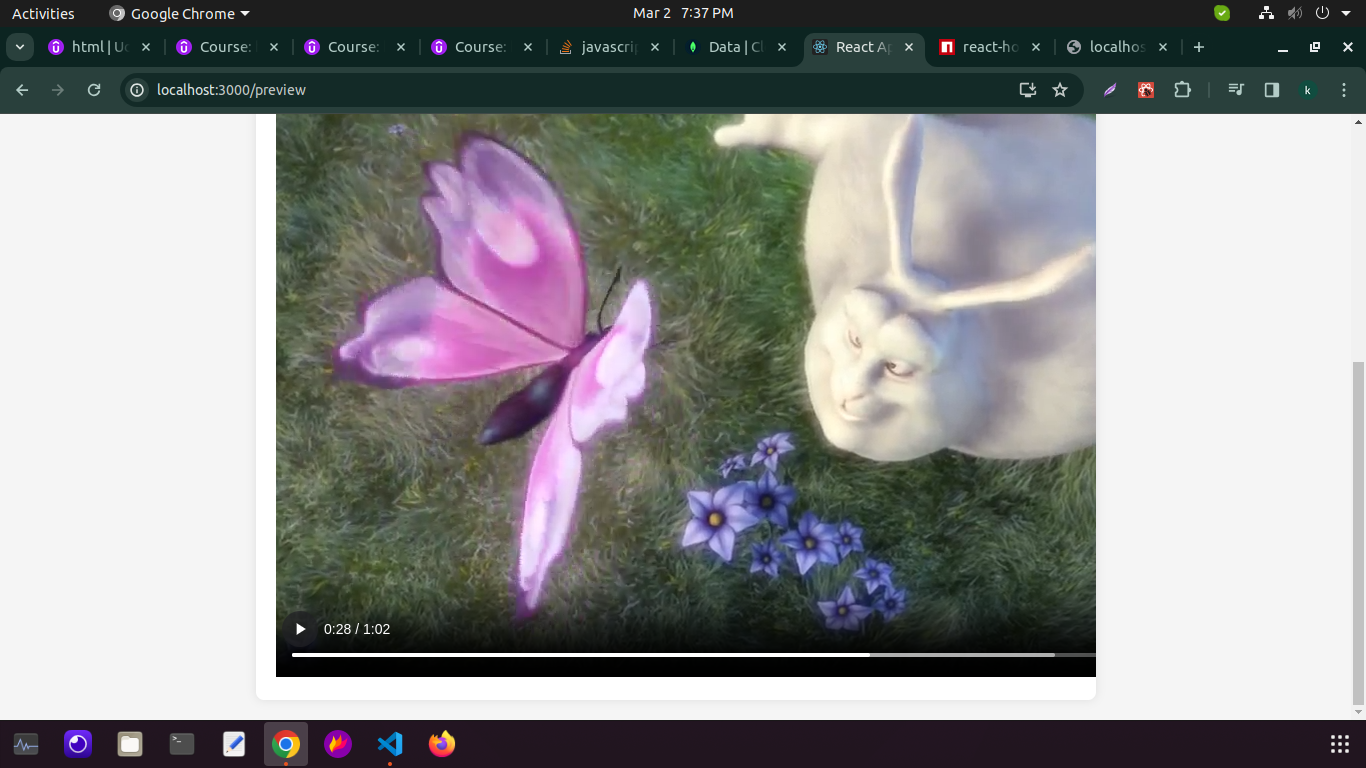 Activities Google Chrome Mar 2 7:37 PM
html | Ud Course: Course: Course: javascrip Data | Cl React Ap react-ho localhos
localhost:3000/preview k
0:28 / 1:02